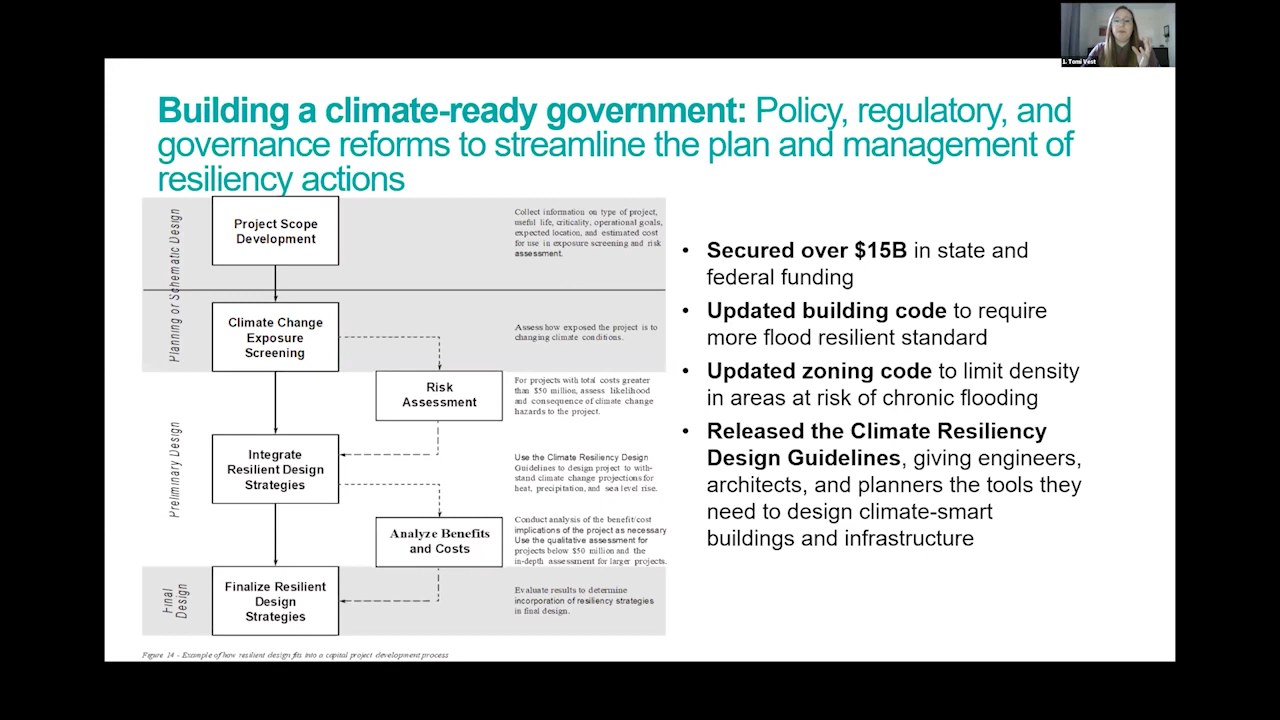 1. Tomi Vest
Building a climate-ready government: Policy, regulatory, and
governance reforms to streamline the plan and management of
resiliency actions
Planning or Schematic Design
Project Scope
Development
Collect information on type of project,
useful life, criticality, operational goals,
expected location, and estimated cost
for use in exposure screening and risk
assessment.
Climate Change
Exposure
Screening
Assess how exposed the project is to
changing climate conditions.
Preliminary Design
Risk
Assessment
For projects with total costs greater
than $50 million, assess likelihood
and consequence of climate change
hazards to the project.
Integrate
Resilient Design
Strategies
Use the Climate Resiliency Design
Guidelines to design project to with-
stand climate change projections for
heat, precipitation, and sea level rise.
Analyze Benefits
and Costs
Conduct analysis of the benefit/cost
implications of the project as necessary
Use the qualitative assessment for
projects below $50 million and the
in-depth assessment for larger projects.
Final
Design
Finalize Resilient
Design
Strategies
Evaluate results to determine
incorporation of resiliency strategies
in final design.
Figure 14 - Example of how resilient design fits into a capital project development process
• Secured over $15B in state and
federal funding
• Updated building code to require
more flood resilient standard
• Updated zoning code to limit density
in areas at risk of chronic flooding
• Released the Climate Resiliency
Design Guidelines, giving engineers,
architects, and planners the tools they
need to design climate-smart
buildings and infrastructure